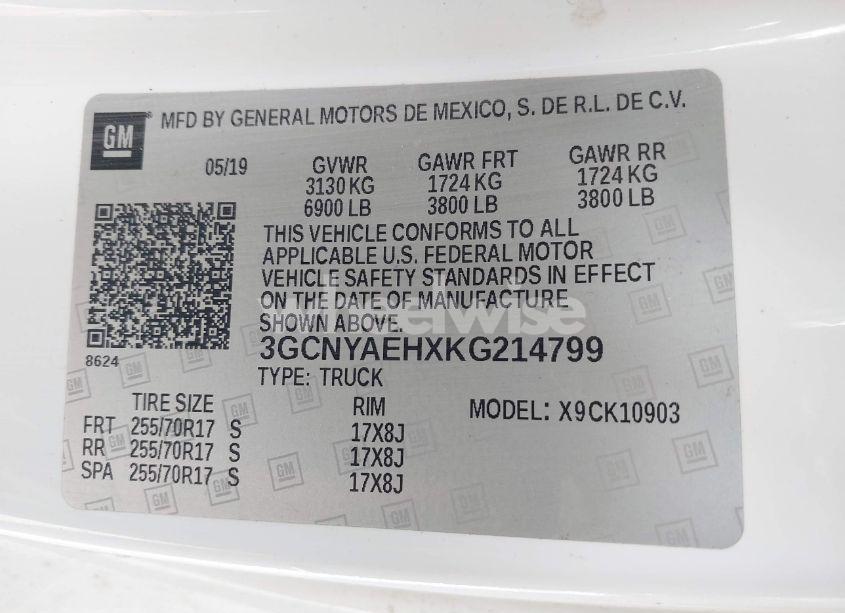 GM
MFD BY GENERAL MOTORS DE MEXICO, S. DE R.L. DE C.V.
05/19 GVWR GAWR FRT GAWR RR
3130 KG 1724 KG 1724 KG
6900 LB 3800 LB 3800 LB
THIS VEHICLE CONFORMS TO ALL
APPLICABLE U.S. FEDERAL MOTOR
VEHICLE SAFETY STANDARDS IN EFFECT
ON THE DATE OF MANUFACTURE
SHOWN ABOVE.
8624
3GCNYAEHXKG214799
TYPE: TRUCK
TIRE SIZE RIM MODEL: X9CK10903
FRT 255/70R17 S 17X8J
RR 255/70R17 S 17X8J
SPA 255/70R17 S 17X8J